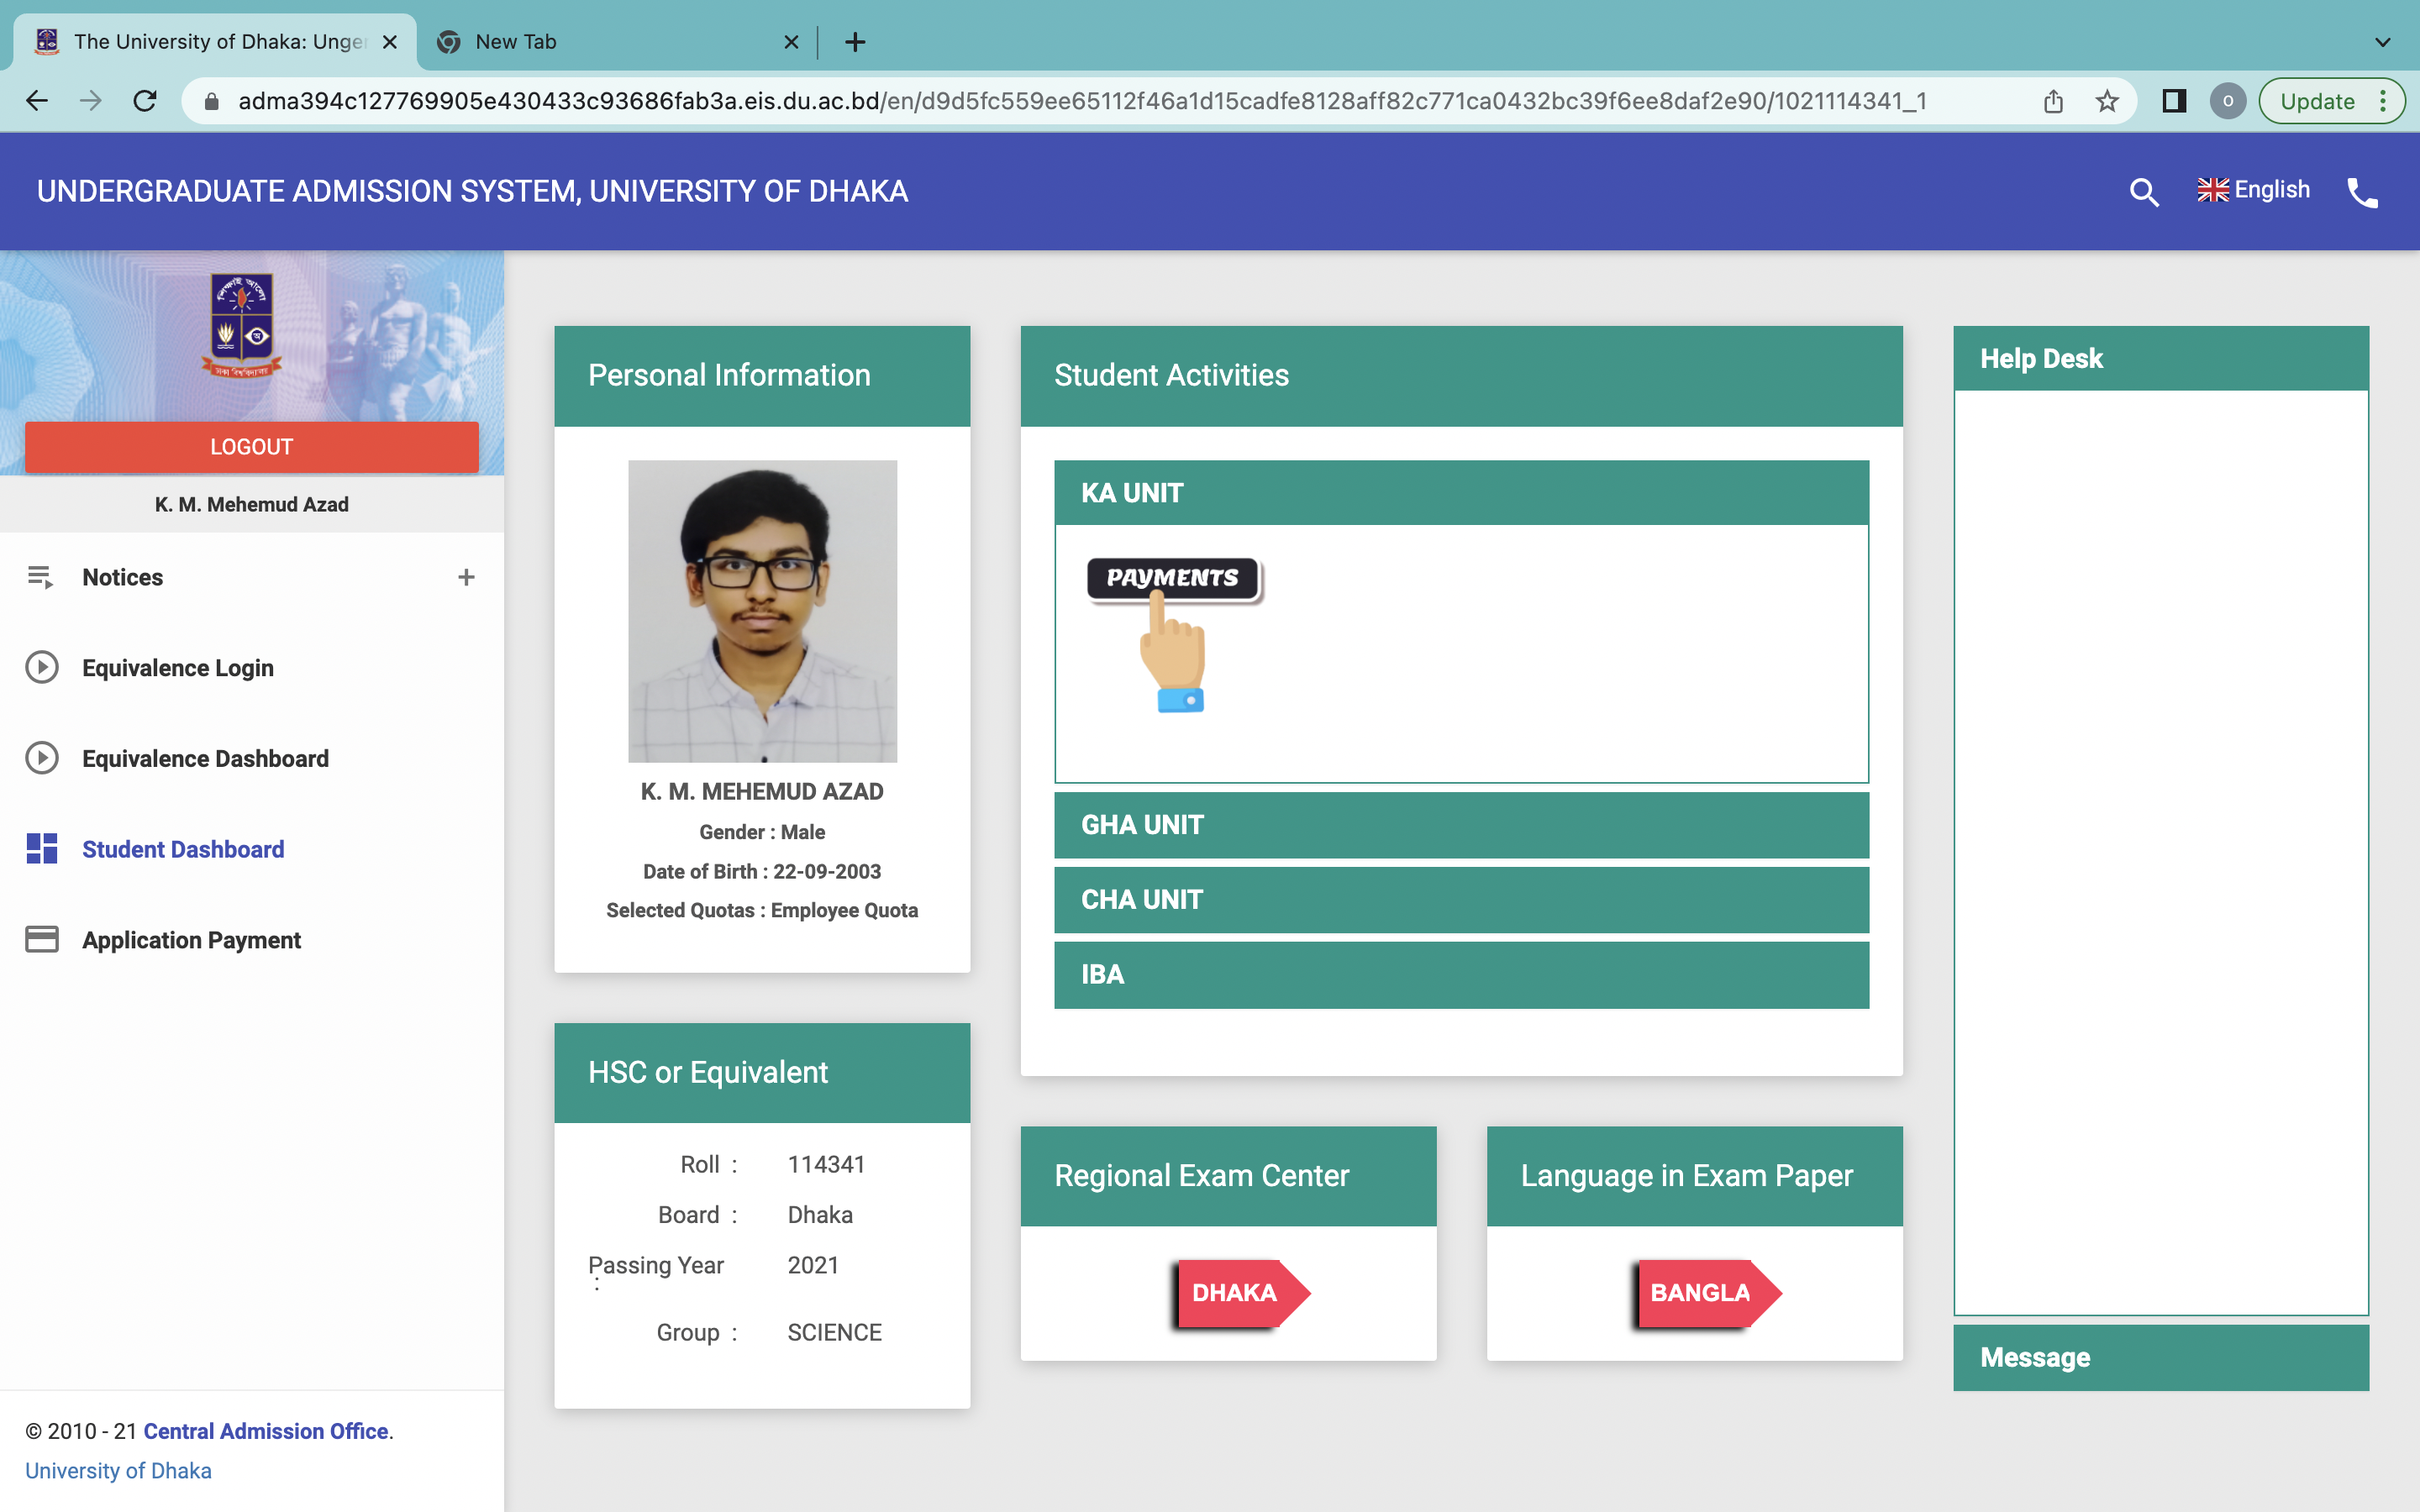 The University of Dhaka: Unger
New Tab
adma394c127769905e430433c93686fab3a.eis.du.ac.bd/en/d9d5fc559ee65112f46a1d15cadfe8128aff82c771ca0432bc39f6ee8daf2e90/1021114341_1
O
Update
UNDERGRADUATE ADMISSION SYSTEM, UNIVERSITY OF DHAKA
English
LOGOUT
K. M. Mehemud Azad
Notices
Equivalence Login
Equivalence Dashboard
Student Dashboard
Application Payment
© 2010 - 21 Central Admission Office.
University of Dhaka
Personal Information
K. M. MEHEMUD AZAD
Gender : Male
Date of Birth : 22-09-2003
Selected Quotas : Employee Quota
HSC or Equivalent
Roll : 114341
Board : Dhaka
Passing Year : 2021
Group : SCIENCE
Student Activities
KA UNIT
PAYMENTS
GHA UNIT
CHA UNIT
IBA
Regional Exam Center
DHAKA
Language in Exam Paper
BANGLA
Help Desk
Message